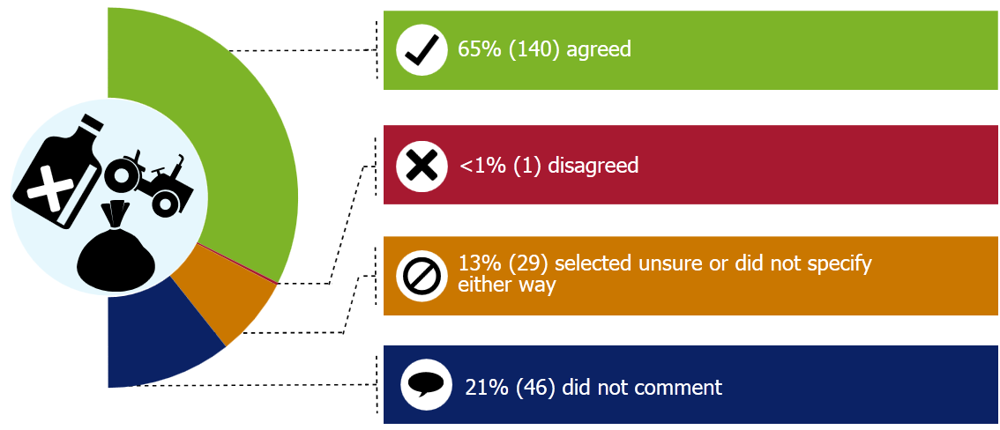 65% (140) agreed
<1% (1) disagreed
13% (29) selected unsure or did not specify
either way
21% (46) did not comment